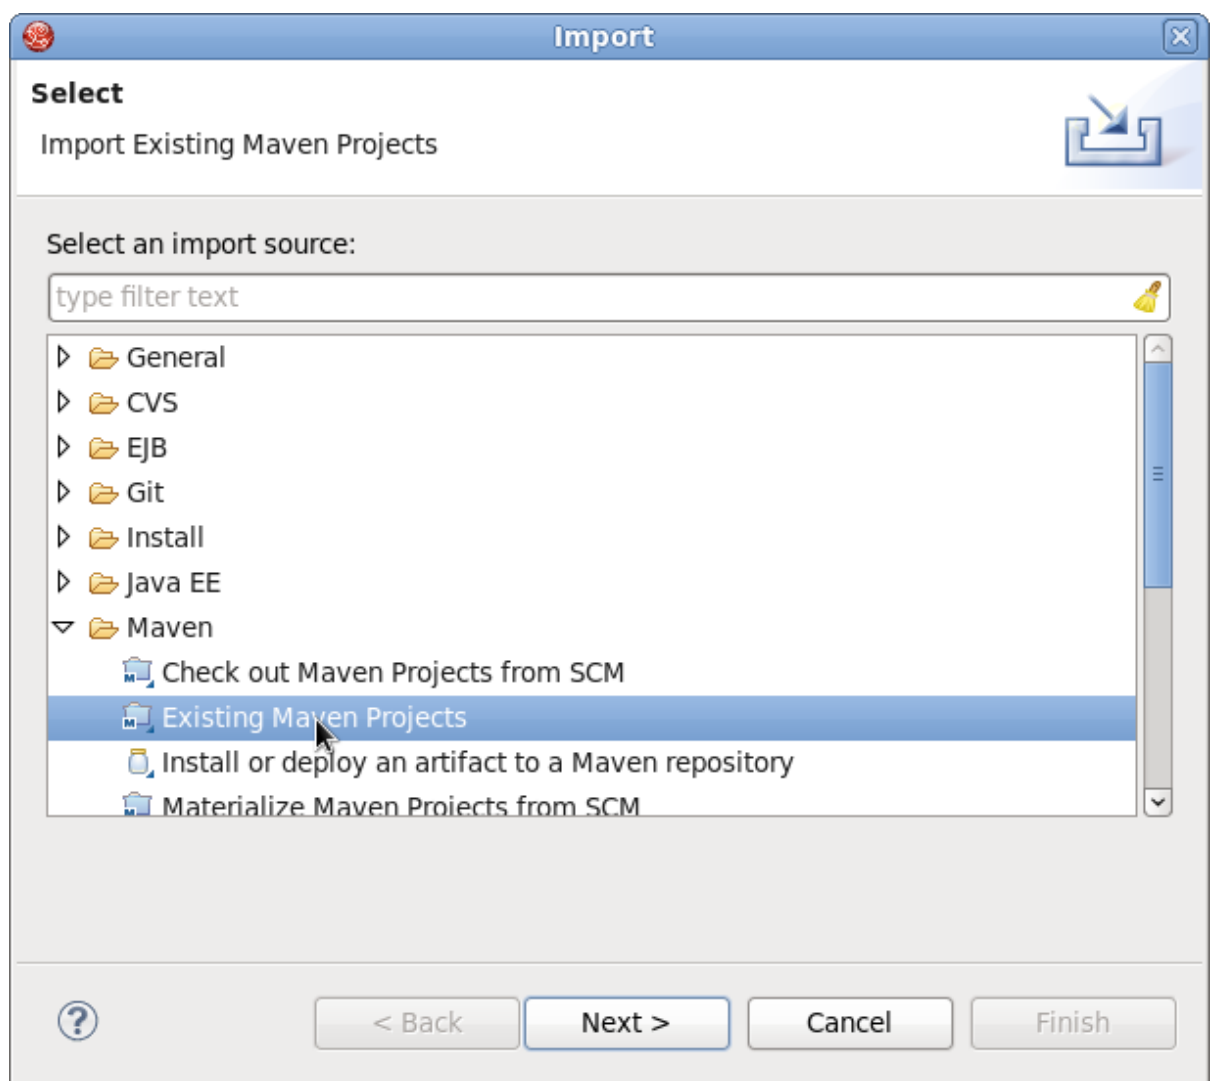 Import
Select
Import Existing Maven Projects
Select an import source:
type filter text
General
CVS
EJB
Git
Install
Java EE
Maven
Check out Maven Projects from SCM
Existing Maven Projects
Install or deploy an artifact to a Maven repository
Materialize Maven Projects from SCM
? < Back Next > Cancel Finish